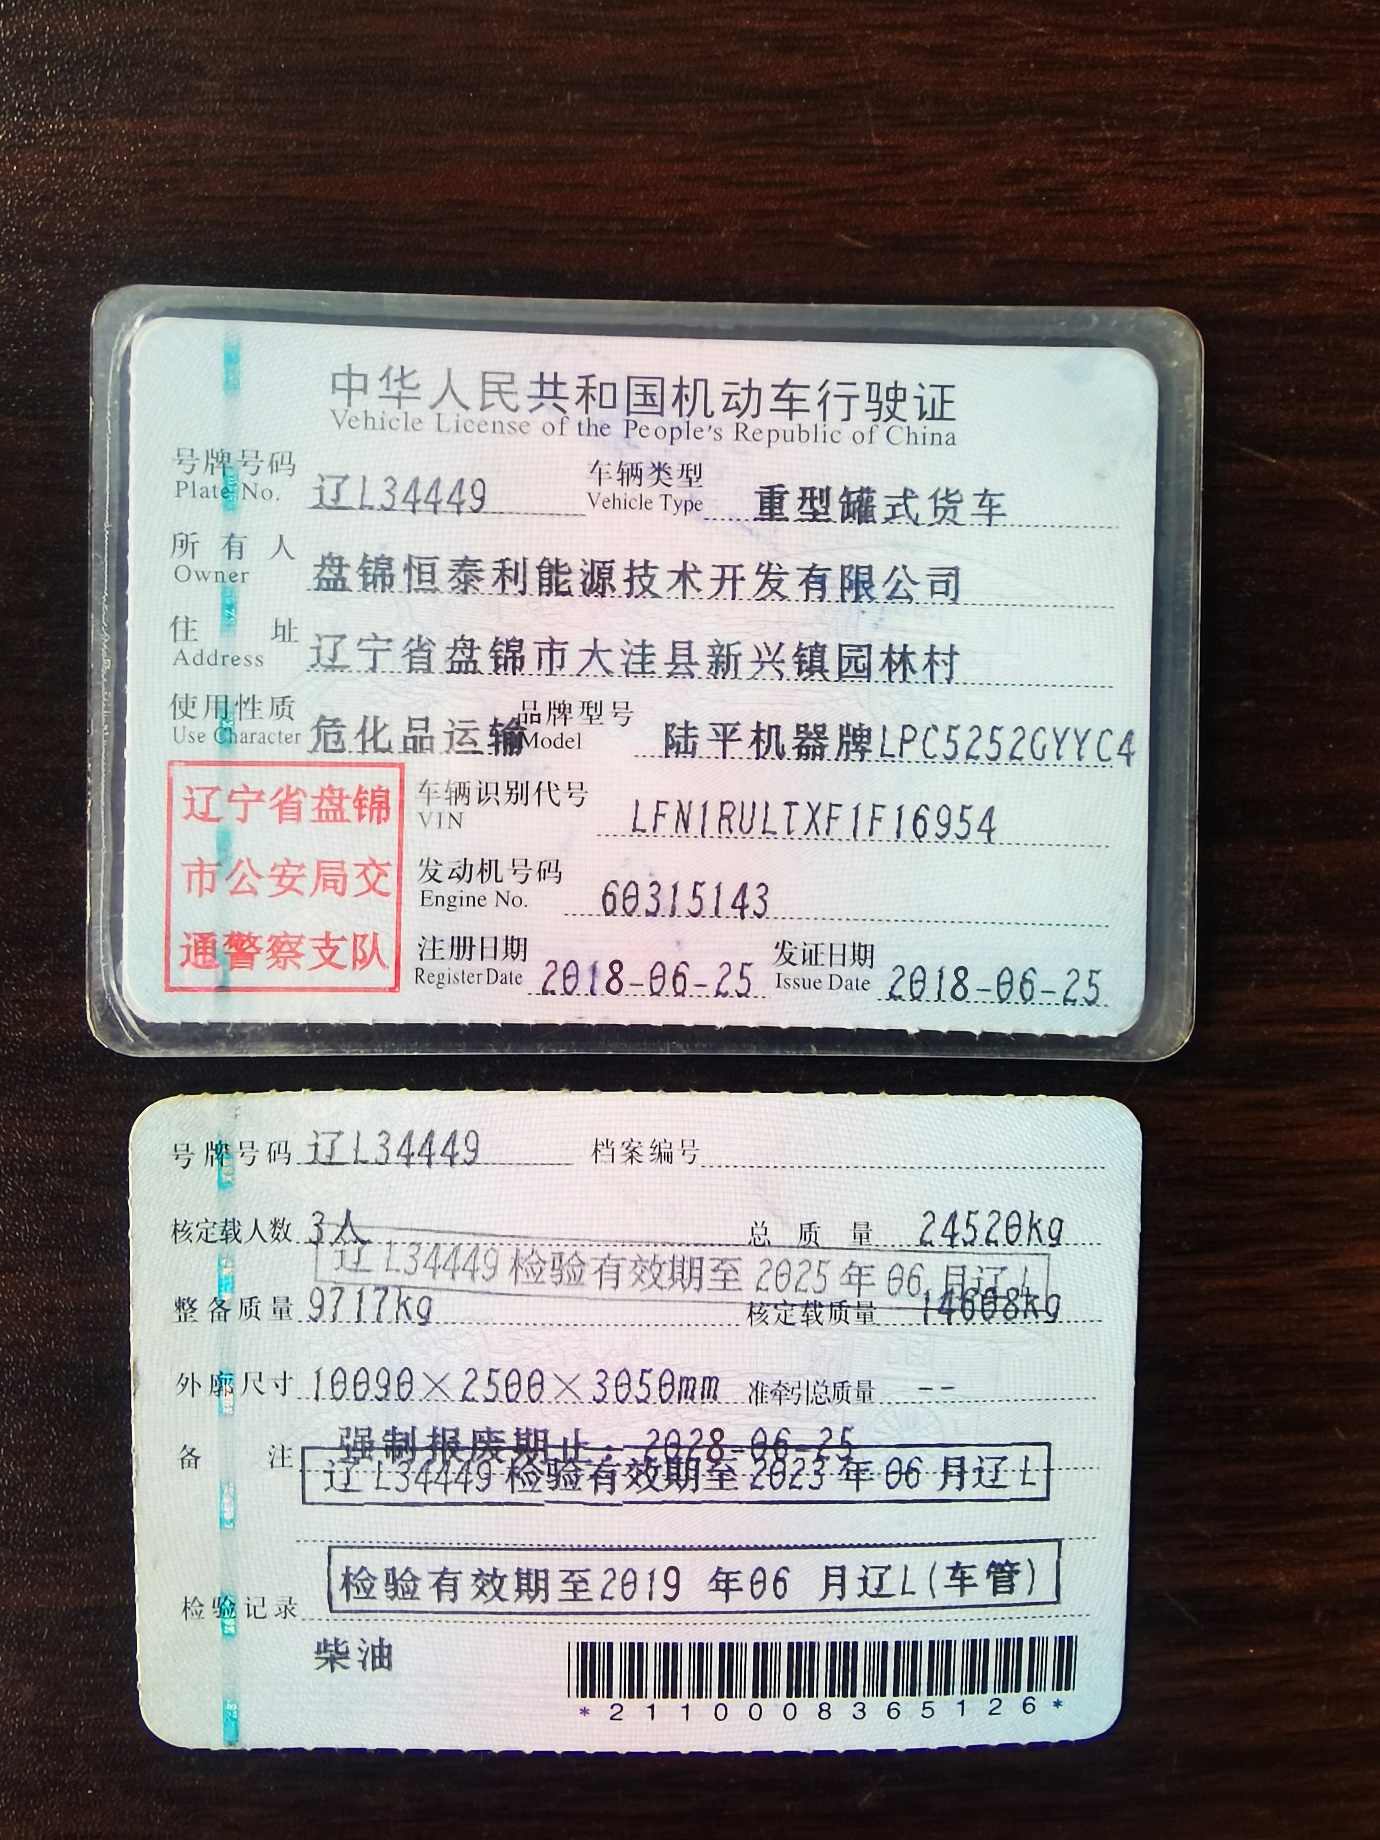 中华人民共和国机动车行驶证
Vehicle License of the People's Republic of China
号牌号码 辽L34449 车辆类型 重型罐式货车
Plate No. Vehicle Type
所有人 盘锦恒泰利能源技术开发有限公司
Owner
住址 辽宁省盘锦市大洼县新兴镇园林村
Address
使用性质 危化品运输 品牌型号 陆平机器牌LPC5252GYYC4
Use Character Model
辽宁省盘锦
市公安局交
通警察支队
车辆识别代号 LFN1RULTXF1F16954
VIN
发动机号码 60315143
Engine No.
注册日期 2018-06-25 发证日期 2018-06-25
Register Date Issue Date
号牌号码 辽L34449 档案编号
核定载人数 3人 总质量 24520kg
辽L34449检验有效期至2025年06月辽L
整备质量 9717kg 核定载质量 14608kg
外廓尺寸 10090×2500×3050mm 准牵引总质量 --
备注 强制报废期止：2028-06-25
辽L34449检验有效期至2023年06月辽L
检验有效期至2019 年06 月辽L(车管)
检验记录
柴油
*2110008365126*